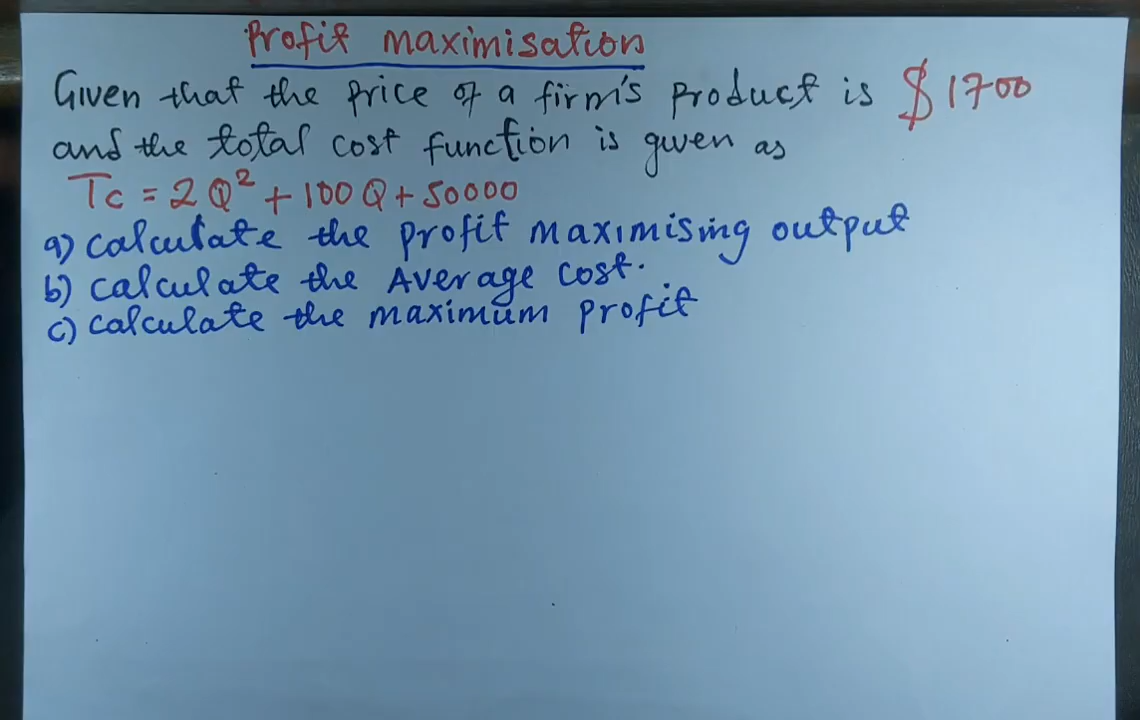 Profit maximisation
Given that the price of a firm's product is $1700
and the total cost function is given as
Tc = 2Q² + 100Q + 50000
a) calculate the profit maximising output
b) calculate the Average cost.
c) calculate the maximum profit